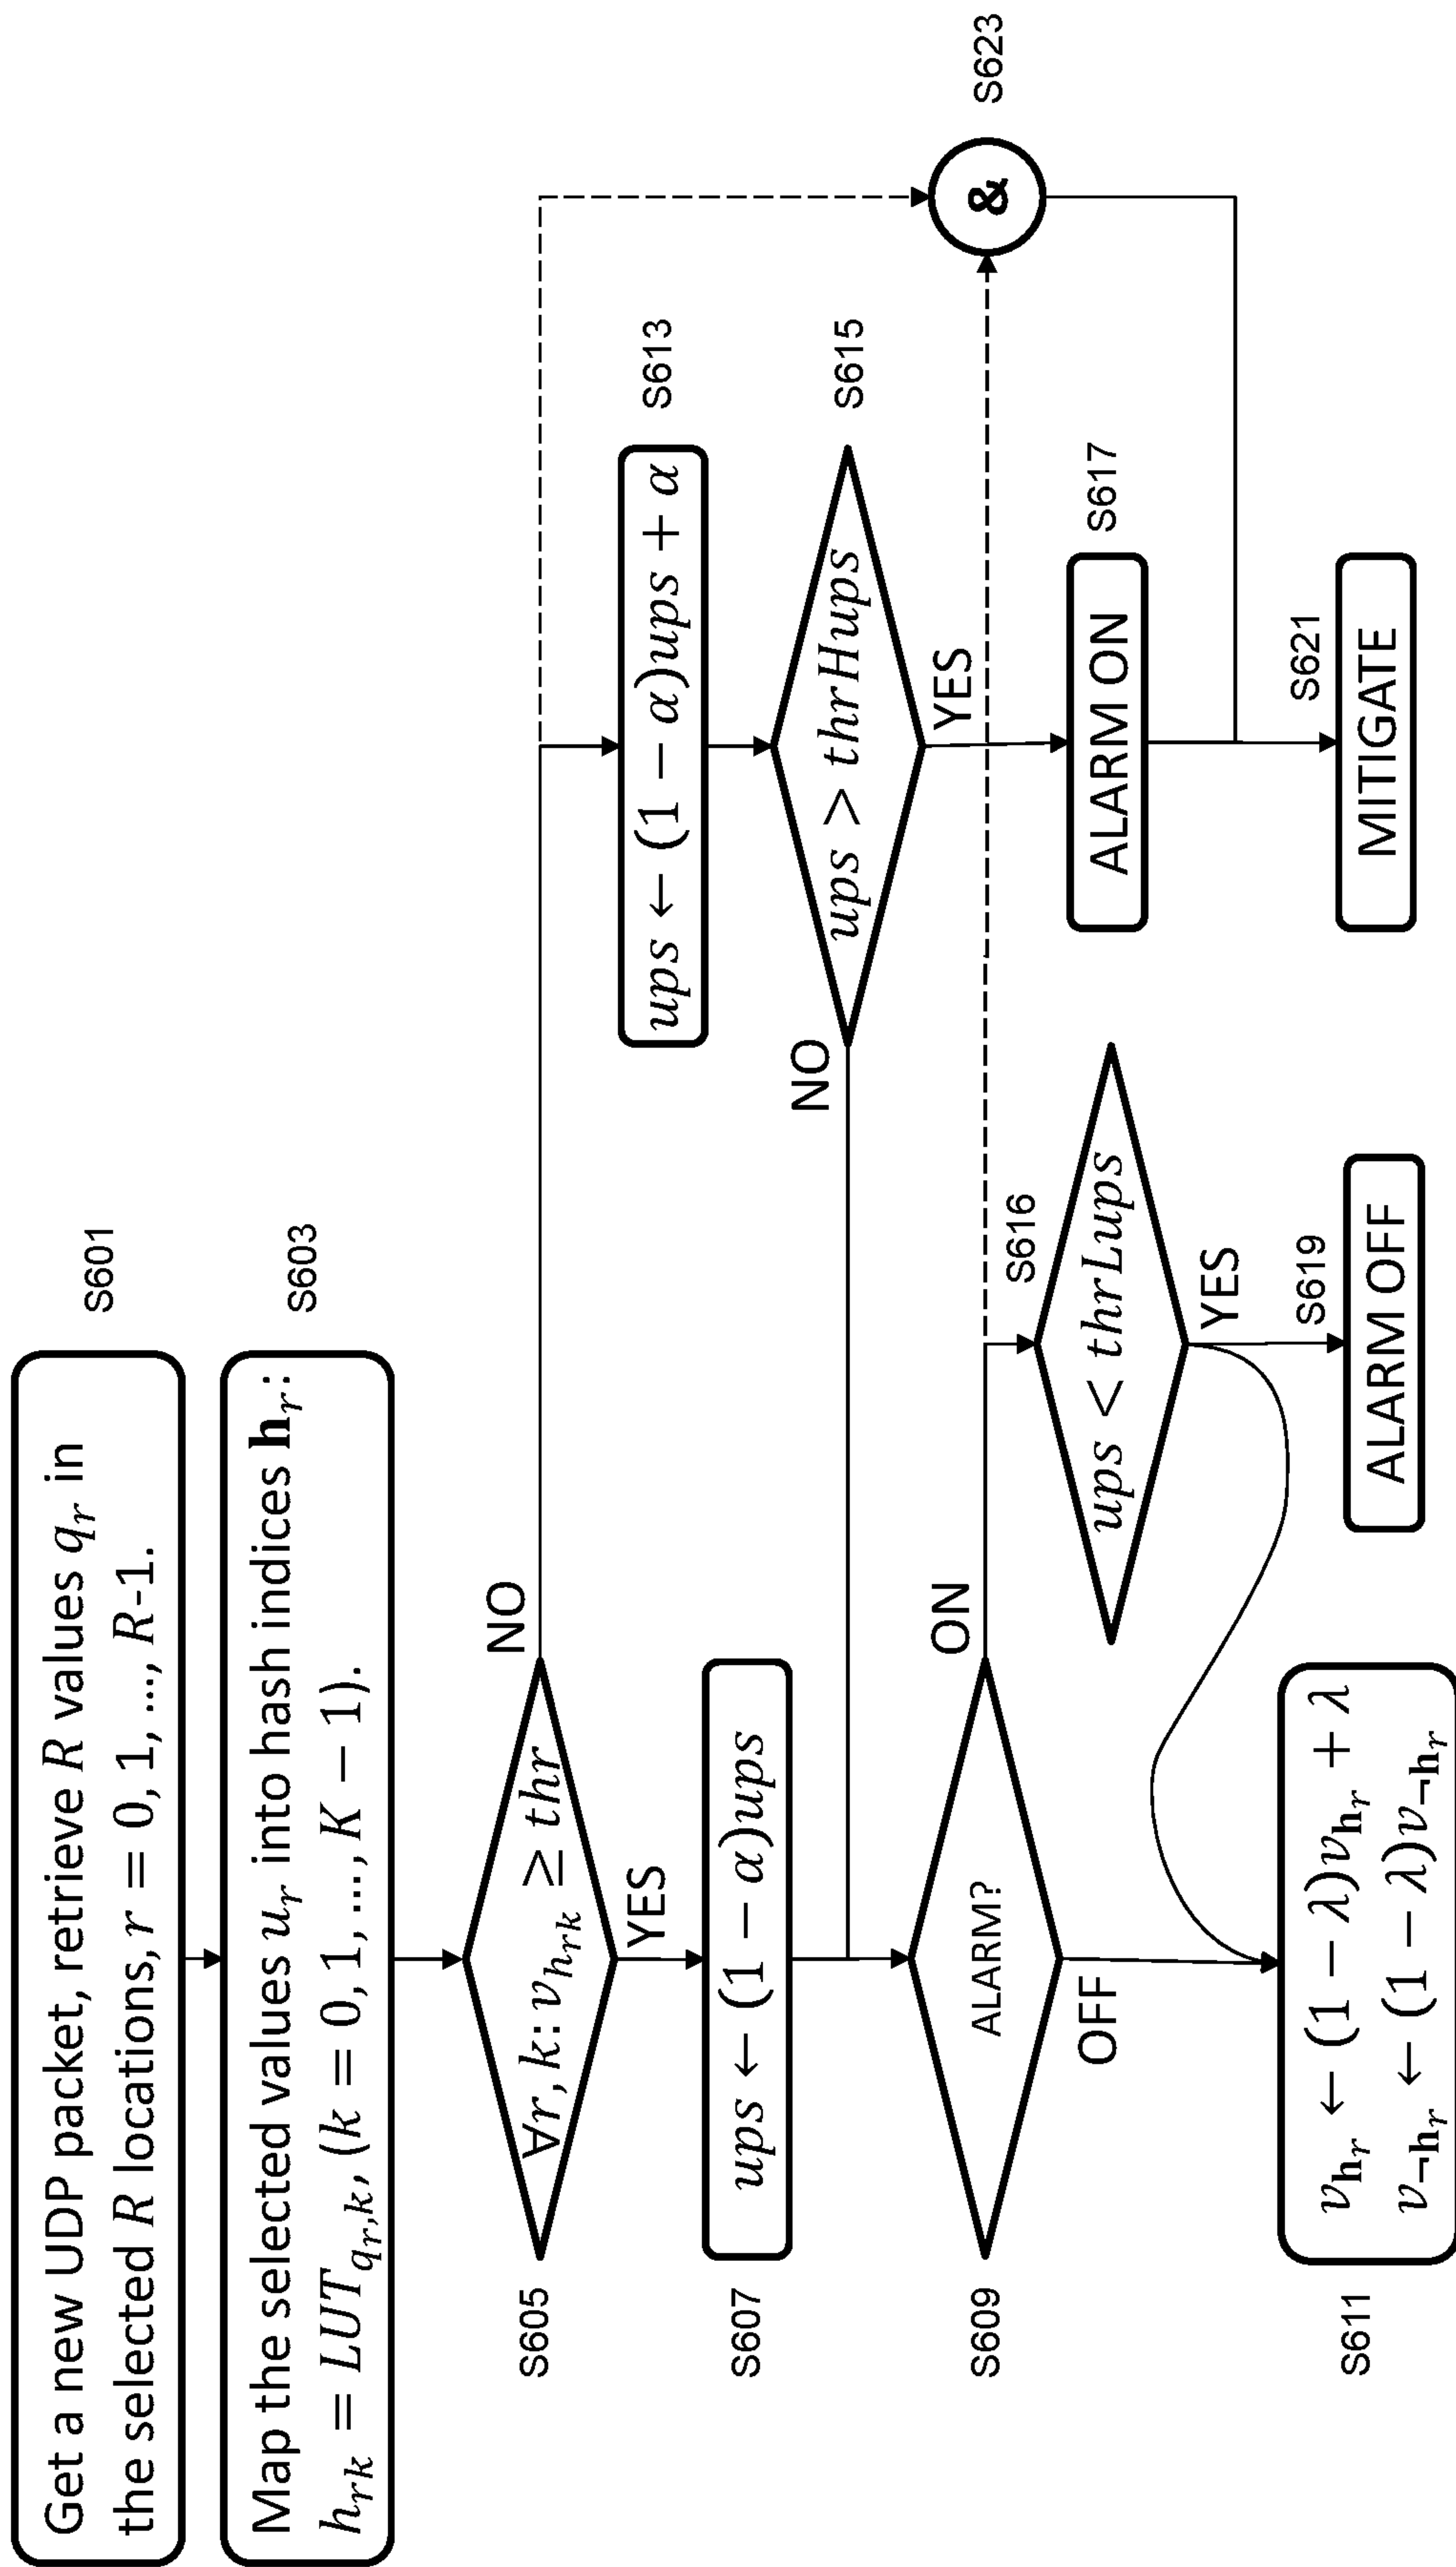 Get a new UDP packet, retrieve R values q_r in
the selected R locations, r = 0, 1, ..., R-1.
S601
Map the selected values u_r into hash indices h_r:
h_{rk} = LUT_{q_r,k}, (k = 0, 1, ..., K − 1).
S603
∀r, k: v_{h_{rk}} ≥ thr
S605
NO
YES
ups ← (1 − α)ups
S607
ups ← (1 − α)ups + α
S613
ups > thrHups
S615
NO
YES
ALARM?
S609
ON
OFF
&
S623
ups < thrLups
S616
YES
ALARM ON
S617
v_{h_r} ← (1 − λ)v_{h_r} + λ
v_{¬h_r} ← (1 − λ)v_{¬h_r}
S611
ALARM OFF
S619
MITIGATE
S621